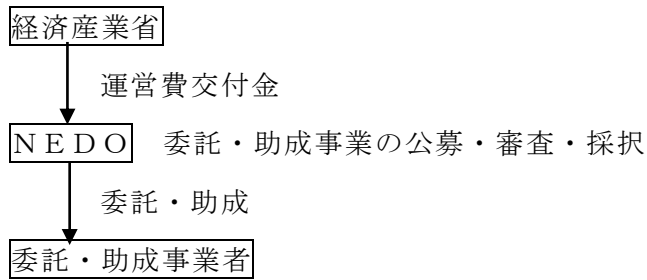 経済産業省
運営費交付金
ＮＥＤＯ 委託・助成事業の公募・審査・採択
委託・助成
委託・助成事業者